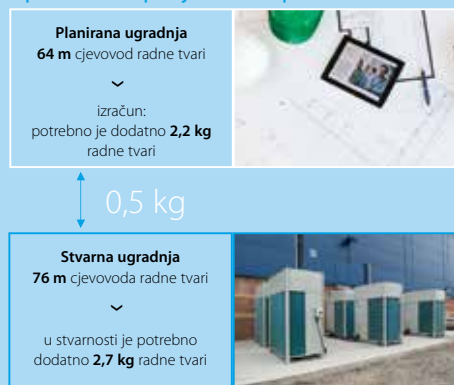 Planirana ugradnja
64 m cjevovod radne tvari
izračun:
potrebno je dodatno 2,2 kg
radne tvari
0,5 kg
Stvarna ugradnja
76 m cjevovoda radne tvari
u stvarnosti je potrebno
dodatno 2,7 kg radne tvari